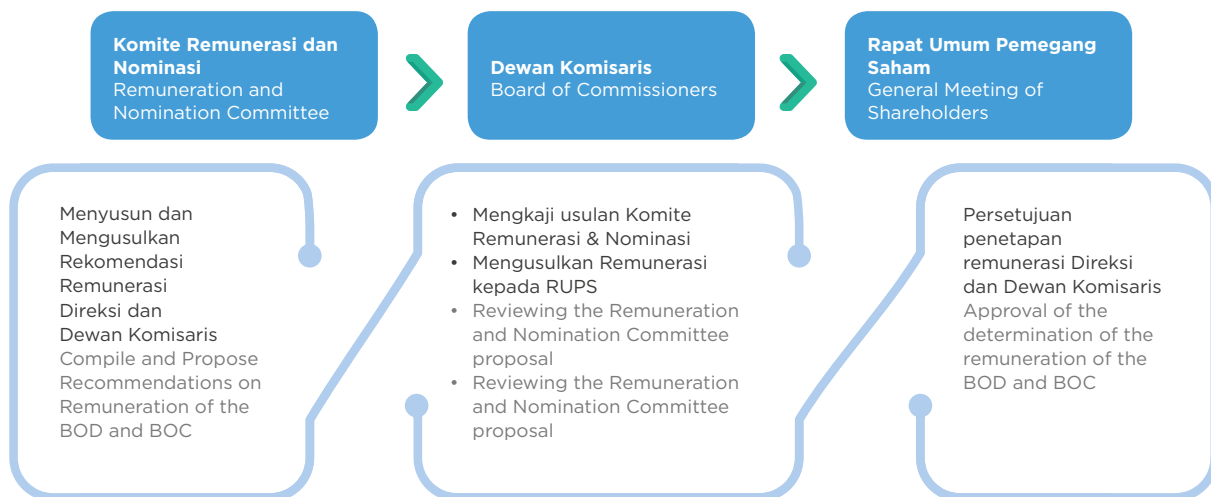 Komite Remunerasi dan
Nominasi
Remuneration and
Nomination Committee
Dewan Komisaris
Board of Commissioners
Rapat Umum Pemegang
Saham
General Meeting of
Shareholders
Menyusun dan
Mengusulkan
Rekomendasi
Remunerasi
Direksi dan
Dewan Komisaris
Compile and Propose
Recommendations on
Remuneration of the
BOD and BOC
• Mengkaji usulan Komite
Remunerasi & Nominasi
• Mengusulkan Remunerasi
kepada RUPS
• Reviewing the Remuneration
and Nomination Committee
proposal
• Reviewing the Remuneration
and Nomination Committee
proposal
Persetujuan
penetapan
remunerasi Direksi
dan Dewan Komisaris
Approval of the
determination of the
remuneration of the
BOD and BOC